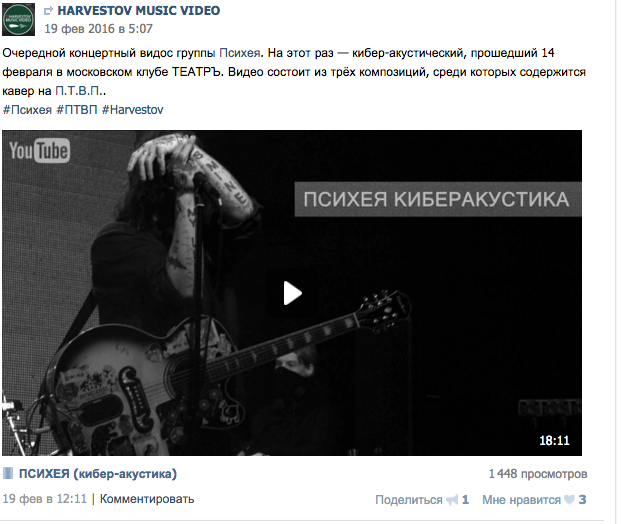 HARVESTOV MUSIC VIDEO
19 фев 2016 в 5:07
Очередной концертный видос группы Психея. На этот раз — кибер-акустический, прошедший 14
февраля в московском клубе ТЕАТРЪ. Видео состоит из трёх композиций, среди которых содержится
кавер на П.Т.В.П..
#Психея #ПТВП #Harvestov
YouTube
ПСИХЕЯ КИБЕРАКУСТИКА
18:11
ПСИХЕЯ (кибер-акустика)
1 448 просмотров
19 фев в 12:11 | Комментировать
Поделиться 1 Мне нравится 3